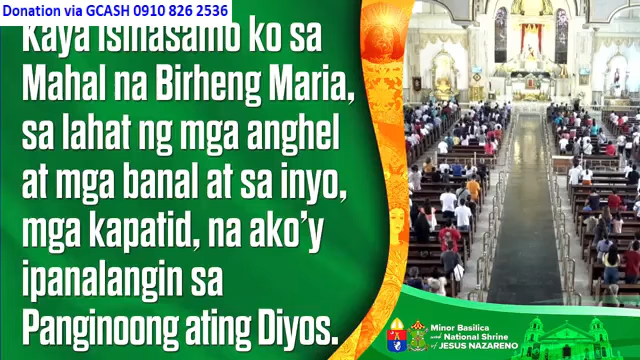 Donation via GCASH 0910 826 2536
Kaya isinasamo ko sa
Mahal na Birheng Maria,
sa lahat ng mga anghel
at mga banal at sa inyo,
mga kapatid, na ako'y
ipanalangin sa
Panginoong ating Diyos.
Minor Basilica
and National Shrine
of JESUS NAZARENO